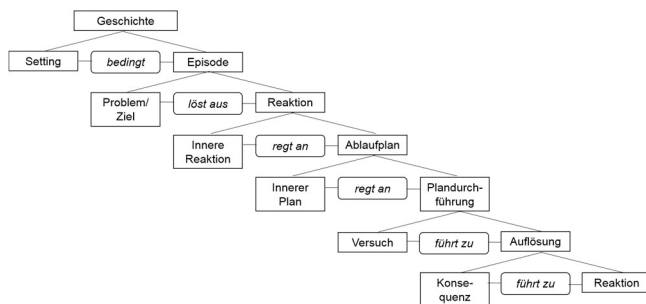 Geschichte
Setting
bedingt
Episode
Problem/
Ziel
löst aus
Reaktion
Innere
Reaktion
regt an
Ablaufplan
Innerer
Plan
regt an
Plandurch-
führung
Versuch
führt zu
Auflösung
Konse-
quenz
führt zu
Reaktion